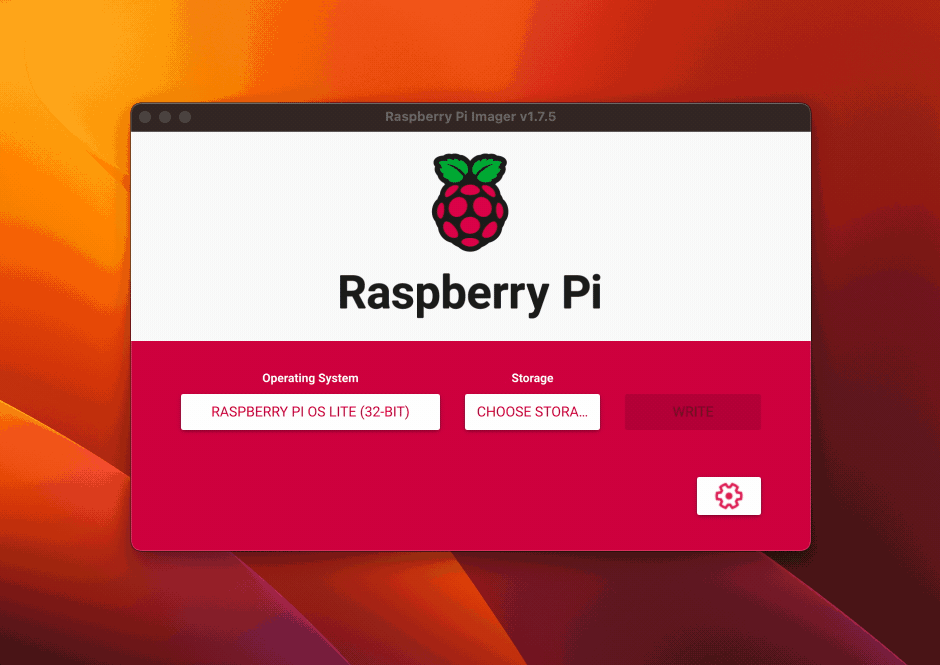 Raspberry Pi Imager v1.7.5
Raspberry Pi
Operating System
Storage
RASPBERRY PI OS LITE (32-BIT)
CHOOSE STORA...
WRITE